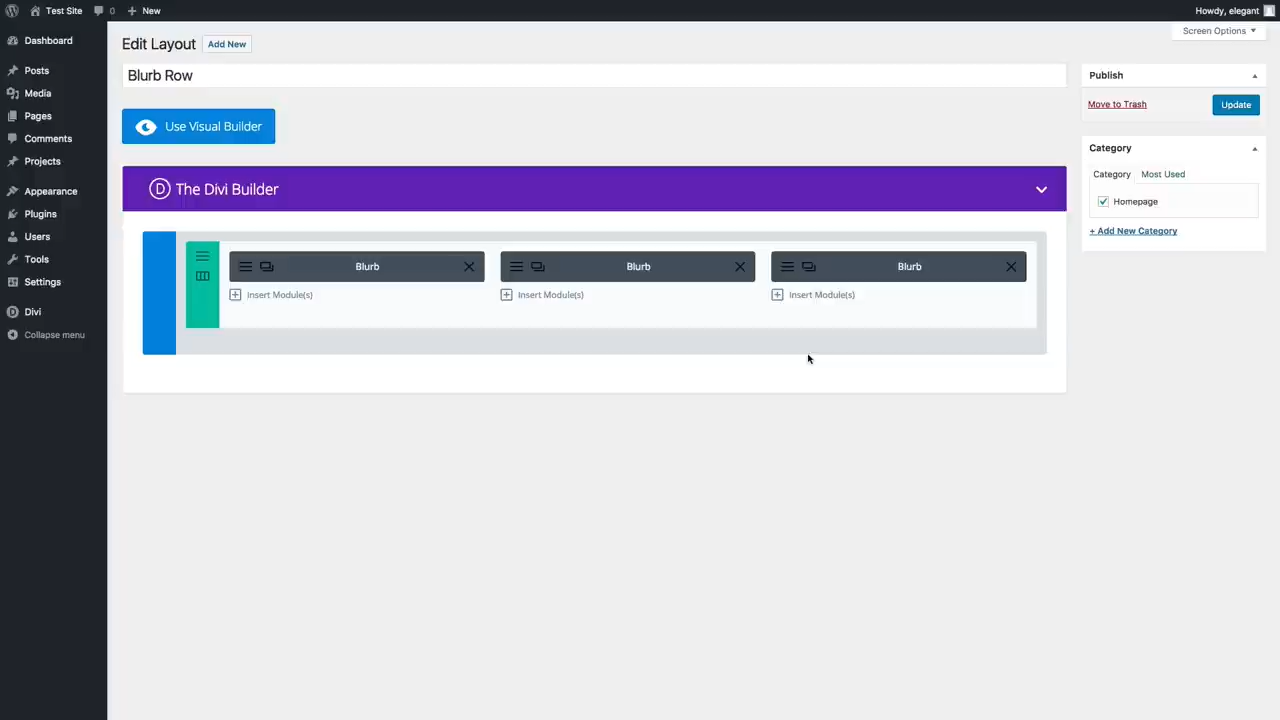 Test Site 0 New Howdy, elegant
Screen Options
Dashboard
Posts
Media
Pages
Comments
Projects
Appearance
Plugins
Users
Tools
Settings
Divi
Collapse menu
Edit Layout Add New
Blurb Row
Use Visual Builder
D The Divi Builder
Blurb Blurb Blurb
Insert Module(s) Insert Module(s) Insert Module(s)
Publish
Move to Trash Update
Category
Category Most Used
Homepage
+ Add New Category